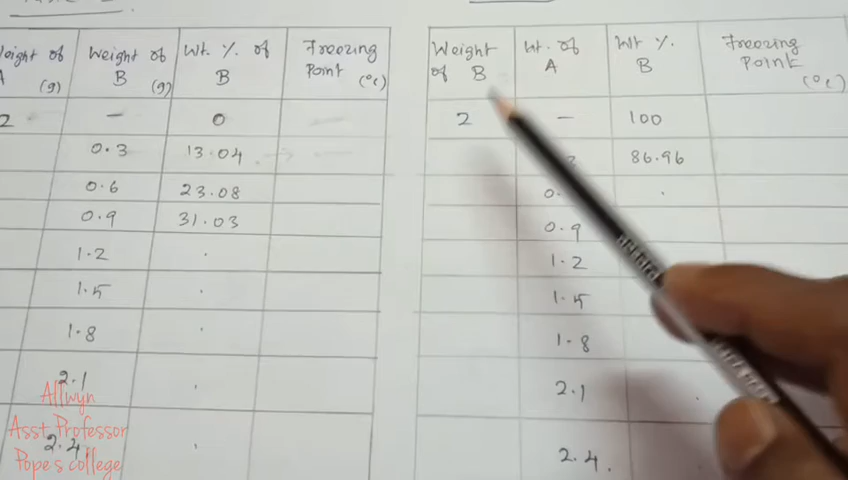 Weight of A (g)
Weight of B (g)
Wt. % of B
Freezing Point (°c)
2 — 0
0.3 13.04
0.6 23.08
0.9 31.03
1.2
1.5
1.8
2.1
2.4
Weight of B
Wt. of A
Wt %. B
Freezing Point (°c)
2 — 100
86.96
0.9
1.2
1.5
1.8
2.1
2.4.
Allwyn
Asst Professor
Pope's college